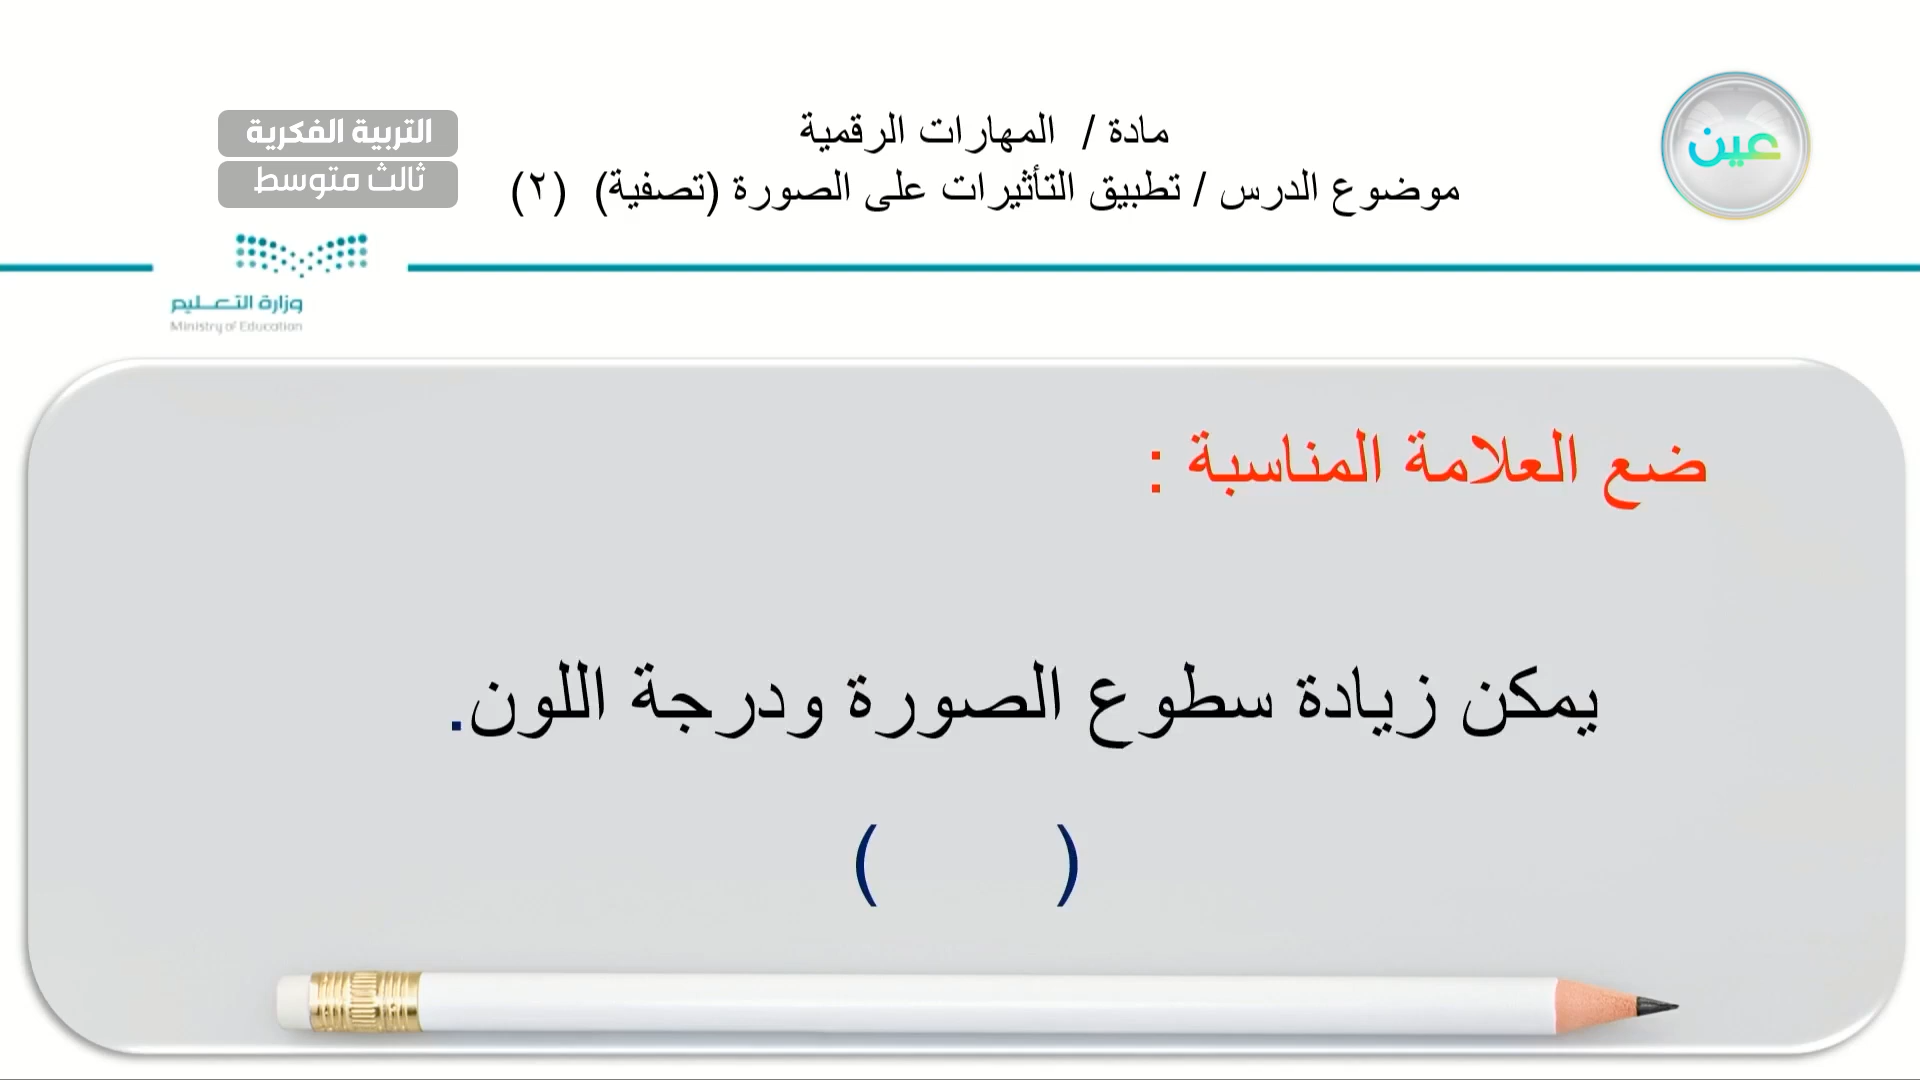 عين
مادة / المهارات الرقمية
موضوع الدرس / تطبيق التأثيرات على الصورة (تصفية) (٢)
التربية الفكرية
ثالث متوسط
وزارة التعليم
Ministry of Education
ضع العلامة المناسبة :
يمكن زيادة سطوع الصورة ودرجة اللون.
( )